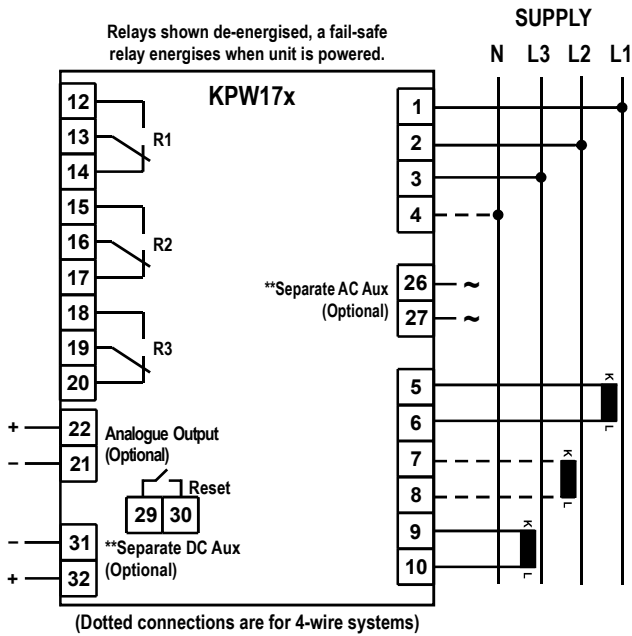 SUPPLY
Relays shown de-energised, a fail-safe
relay energises when unit is powered.
N L3 L2 L1
KPW17x
12
13
14
R1
15
16
17
R2
18
19
20
R3
+ 22
− 21
Analogue Output
(Optional)
Reset
29 30
− 31
+ 32
**Separate DC Aux
(Optional)
1
2
3
4
**Separate AC Aux
(Optional)
26 ~
27 ~
5
6
K
L
7
8
K
L
9
10
K
L
(Dotted connections are for 4-wire systems)